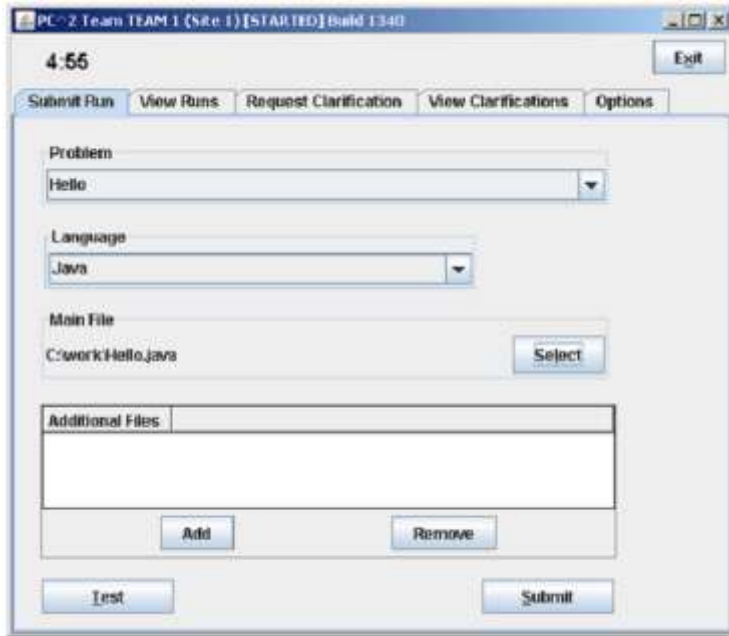 PC^2 Team TEAM 1 (Site 1) [STARTED] Build 1340
4:55
Exit
Submit Run View Runs Request Clarification View Clarifications Options
Problem
Hello
Language
Java
Main File
C:\work\Hello.java Select
Additional Files
Add Remove
Test Submit